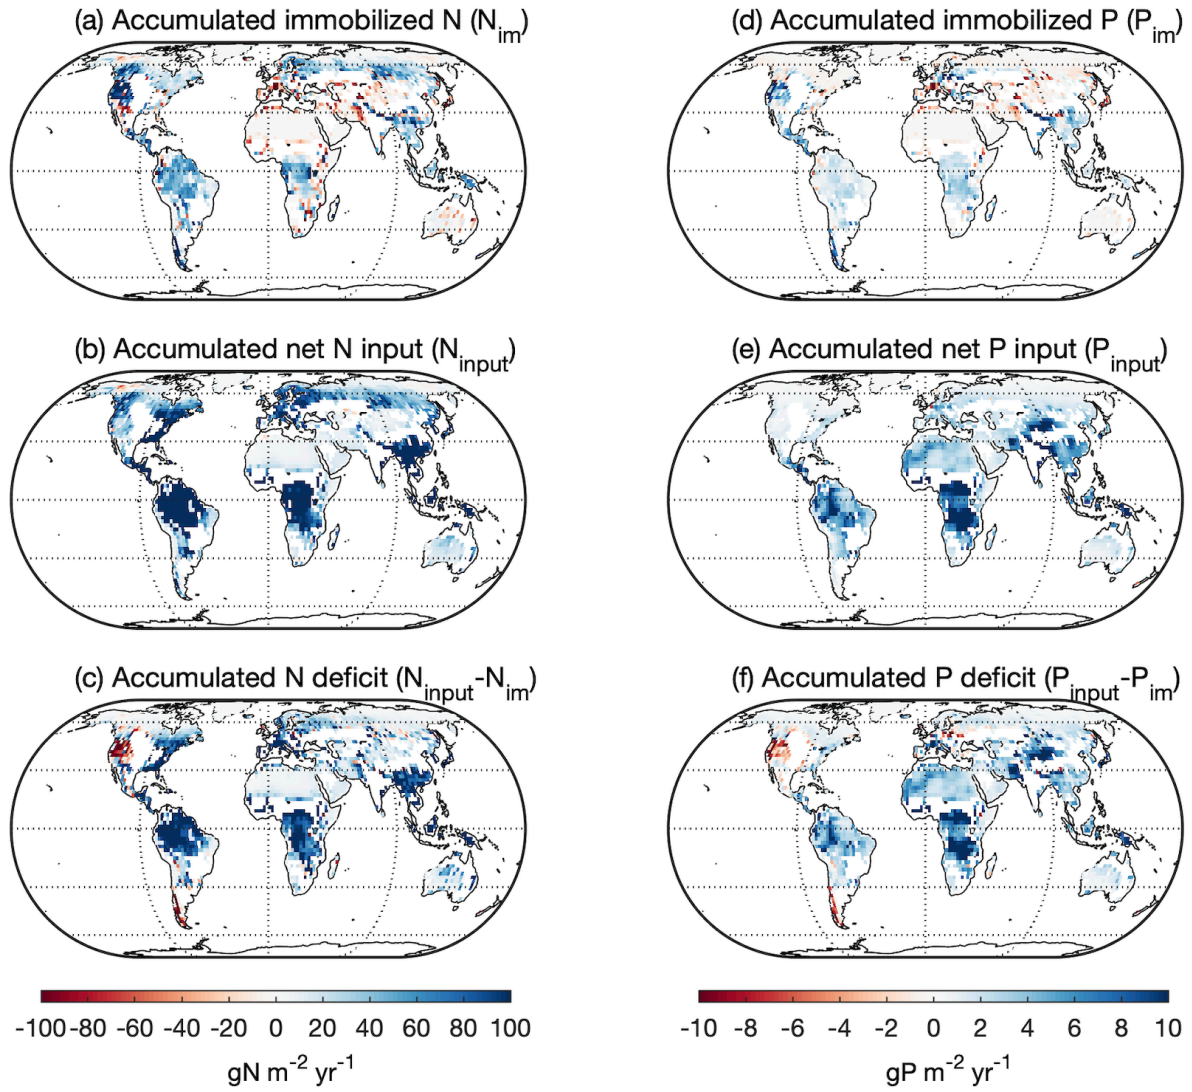 (a) Accumulated immobilized N (Nim)
(d) Accumulated immobilized P (Pim)
(b) Accumulated net N input (Ninput)
(e) Accumulated net P input (Pinput)
(c) Accumulated N deficit (Ninput-Nim)
(f) Accumulated P deficit (Pinput-Pim)
-100 -80 -60 -40 -20 0 20 40 60 80 100
gN m-2 yr-1
-10 -8 -6 -4 -2 0 2 4 6 8 10
gP m-2 yr-1